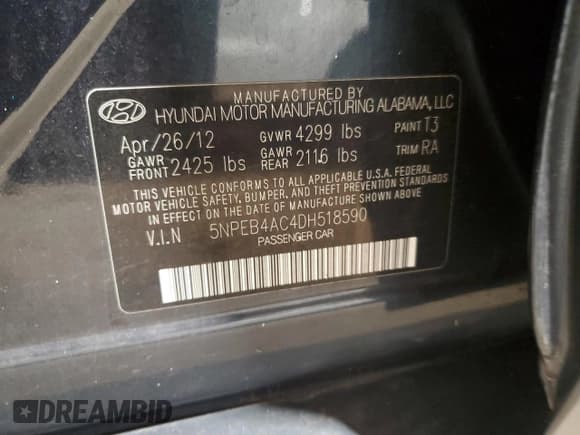 MANUFACTURED BY
HYUNDAI MOTOR MANUFACTURING ALABAMA, LLC
Apr/26/12 GVWR 4299 lbs PAINT T3
GAWR FRONT 2425 lbs GAWR REAR 2116 lbs TRIM RA
THIS VEHICLE CONFORMS TO ALL APPLICABLE U.S.A. FEDERAL
MOTOR VEHICLE SAFETY, BUMPER, AND THEFT PREVENTION STANDARDS
IN EFFECT ON THE DATE OF MANUFACTURE SHOWN ABOVE
V.I.N 5NPEB4AC4DH518590
PASSENGER CAR
DREAMBID